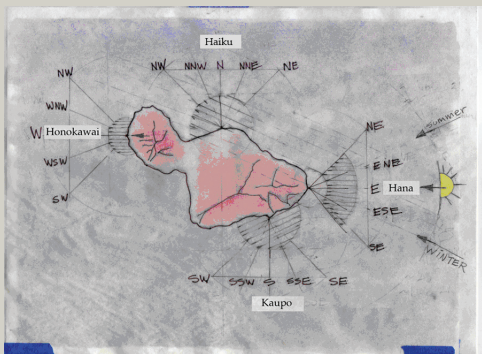 Haiku
NW NNW N NNE NE
NW
WNW
W Honokawai
WSW
SW
Summer
NE
ENE
E Hana
ESE
SE
WINTER
SW SSW S SSE SE
Kaupo